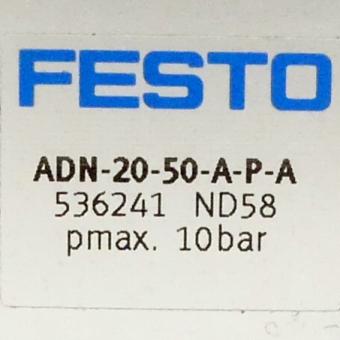 FESTO
ADN-20-50-A-P-A
536241 ND58
pmax. 10bar